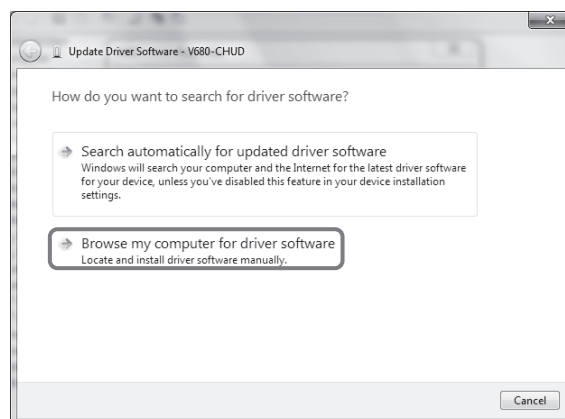 Update Driver Software - V680-CHUD
How do you want to search for driver software?
Search automatically for updated driver software
Windows will search your computer and the Internet for the latest driver software
for your device, unless you've disabled this feature in your device installation
settings.
Browse my computer for driver software
Locate and install driver software manually.
Cancel